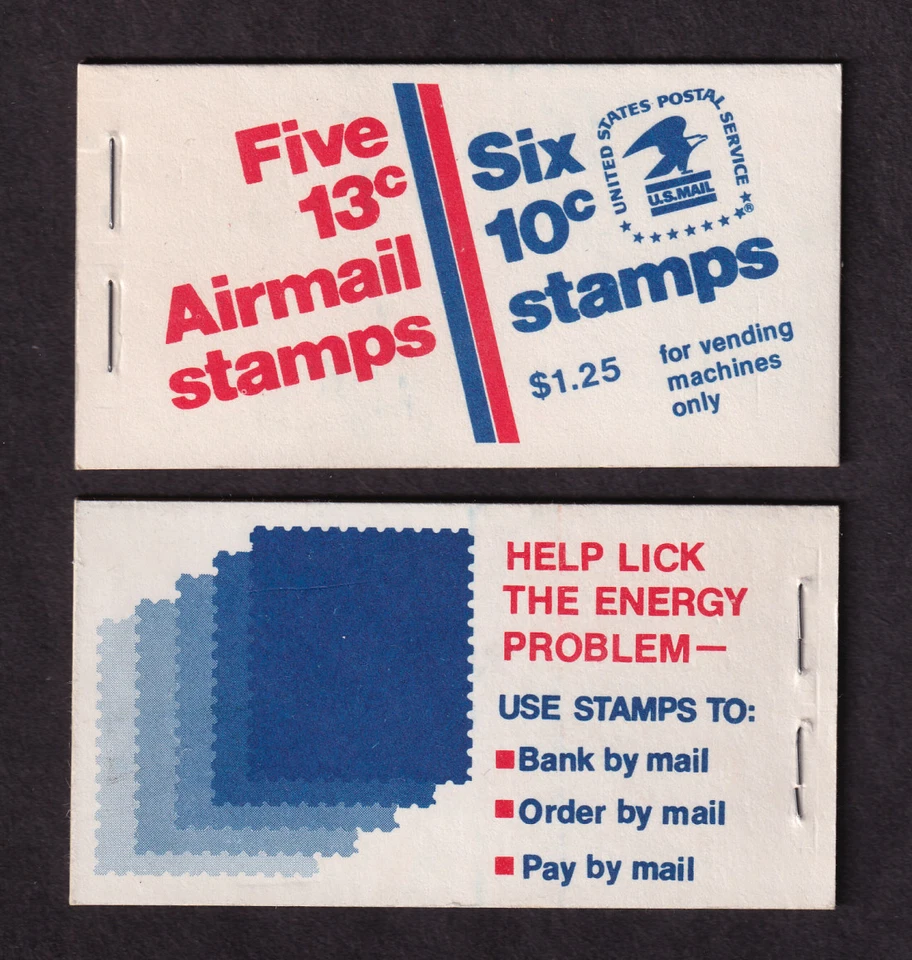 Five
13c
Airmail
stamps
Six
10c
stamps
UNITED STATES POSTAL SERVICE
®
U.S.MAIL
$1.25
for vending
machines
only
HELP LICK
THE ENERGY
PROBLEM—
USE STAMPS TO:
Bank by mail
Order by mail
Pay by mail